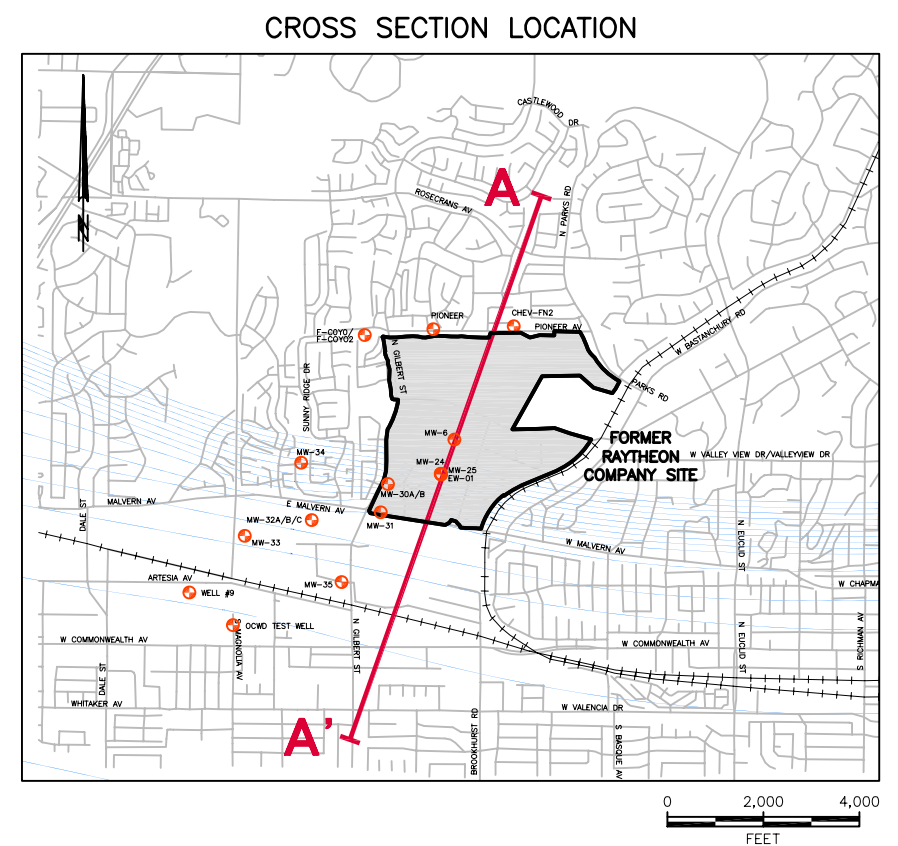 CROSS SECTION LOCATION
CASTLEWOOD DR
A
ROSECRANS AV
N PARKS RD
PIONEER
CHEV-FN2
PIONEER AV
F-COYO/
F-COYO2
N GILBERT ST
W BASTANCHURY RD
PARKS RD
SUNNY RIDGE DR
MW-6
FORMER
RAYTHEON
COMPANY SITE
W VALLEY VIEW DR/VALLEYVIEW DR
MW-34
MW-24
MW-25
EW-01
MW-30A/B
MALVERN AV
E MALVERN AV
DALE ST
MW-32A/B/C
MW-31
N EUCLID ST
MW-33
W MALVERN AV
ARTESIA AV
MW-35
W CHAPMA
WELL #9
OCWD TEST WELL
S MAGNOLIA AV
N GILBERT ST
W COMMONWEALTH AV
W COMMONWEALTH AV
N EUCLID ST
S RICHMAN AV
DALE ST
WHITAKER AV
W VALENCIA DR
A'
BROOKHURST RD
S BASQUE AV
0 2,000 4,000
FEET